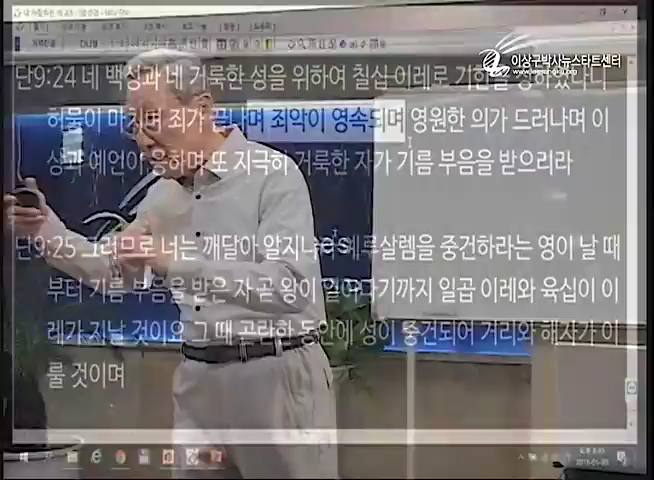 이상구박사뉴스타트센터
www.leesangku.org
단9:24 네 백성과 네 거룩한 성을 위하여 칠십 이레로 기한을 정하였나니
허물이 마치며 죄가 끝나며 죄악이 영속되며 영원한 의가 드러나며 이
상과 예언이 응하며 또 지극히 거룩한 자가 기름 부음을 받으리라
단9:25 그러므로 너는 깨달아 알지니라 예루살렘을 중건하라는 영이 날 때
부터 기름 부음을 받은 자 곧 왕이 일어나기까지 일곱 이레와 육십이 이
레가 지날 것이요 그 때 곤란한 동안에 성이 중건되어 거리와 해자가 이
룰 것이며